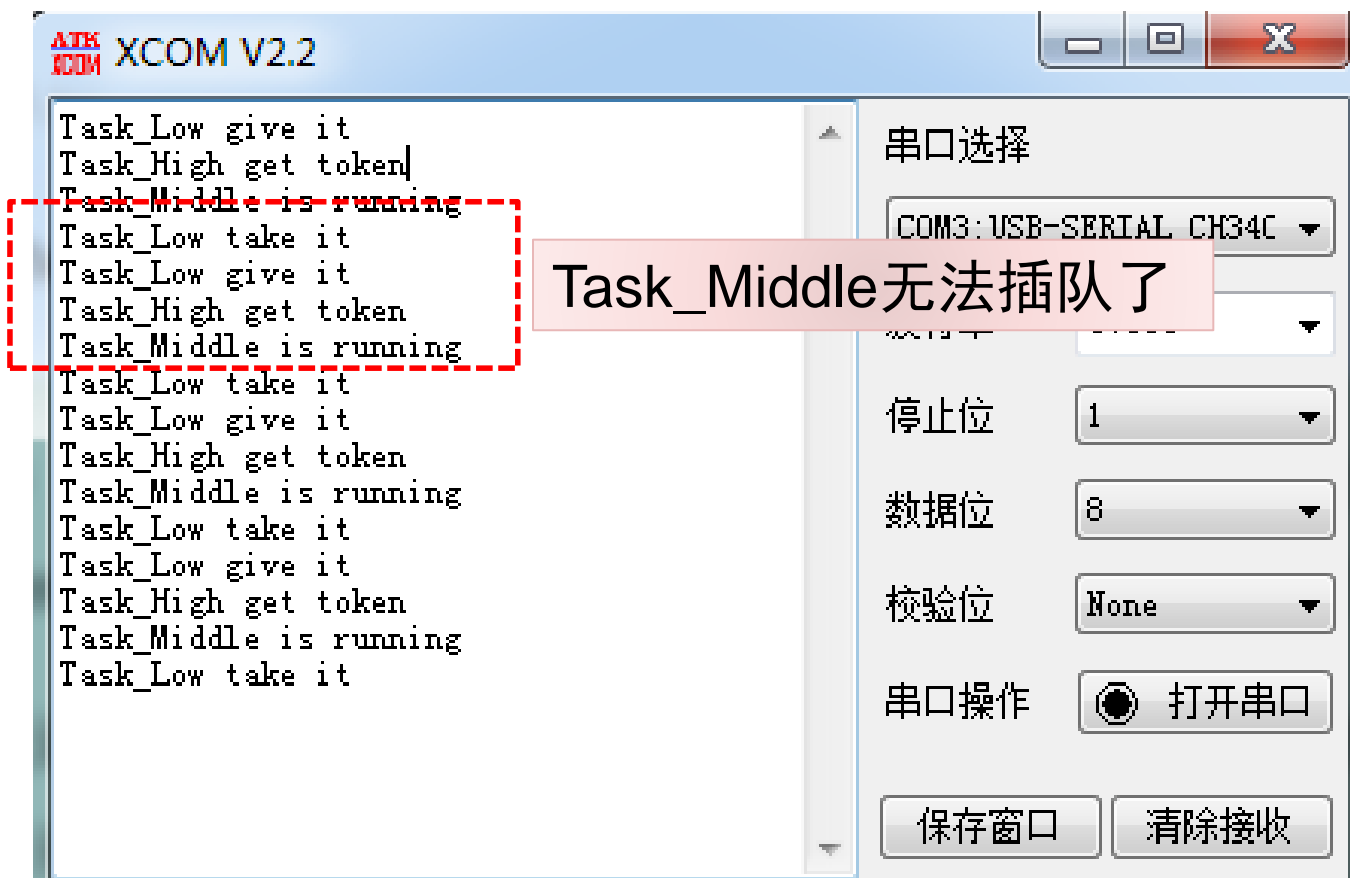 ATK
XCOM
XCOM V2.2
Task_Low give it
Task_High get token
Task_Middle is running
Task_Low take it
Task_Low give it
Task_High get token
Task_Middle is running
Task_Low take it
Task_Low give it
Task_High get token
Task_Middle is running
Task_Low take it
Task_Low give it
Task_High get token
Task_Middle is running
Task_Low take it
Task_Middle无法插队了
串口选择
COM3:USB-SERIAL CH34
停止位
1
数据位
8
校验位
None
串口操作
打开串口
保存窗口
清除接收